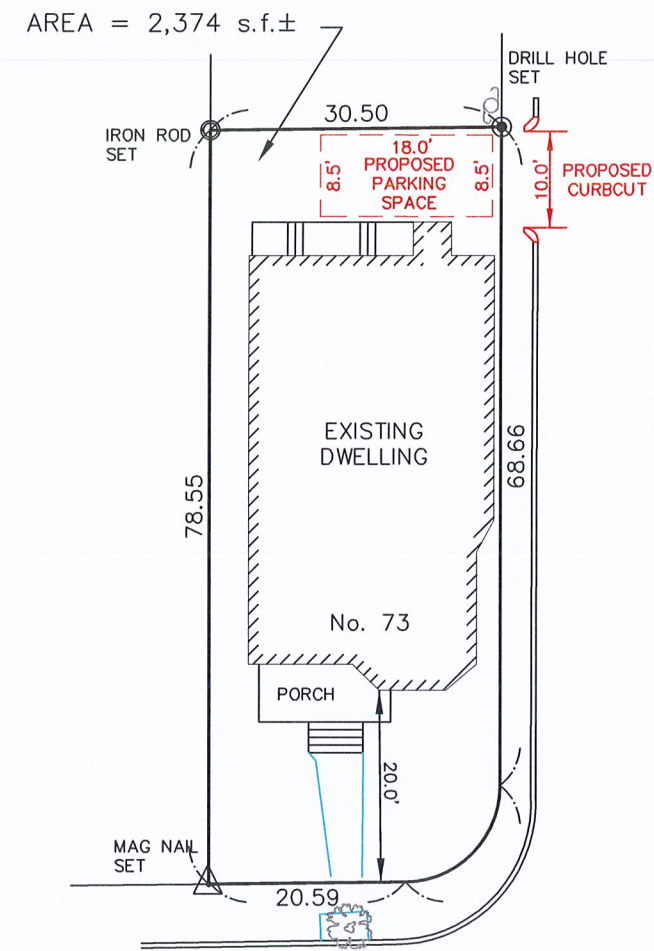 AREA = 2,374 s.f.±
DRILL HOLE
SET
30.50
IRON ROD
SET
18.0'
PROPOSED
PARKING
SPACE
8.5'
8.5'
10.0'
PROPOSED
CURBCUT
EXISTING
DWELLING
68.66
78.55
No. 73
PORCH
20.0'
MAG NAIL
SET
20.59